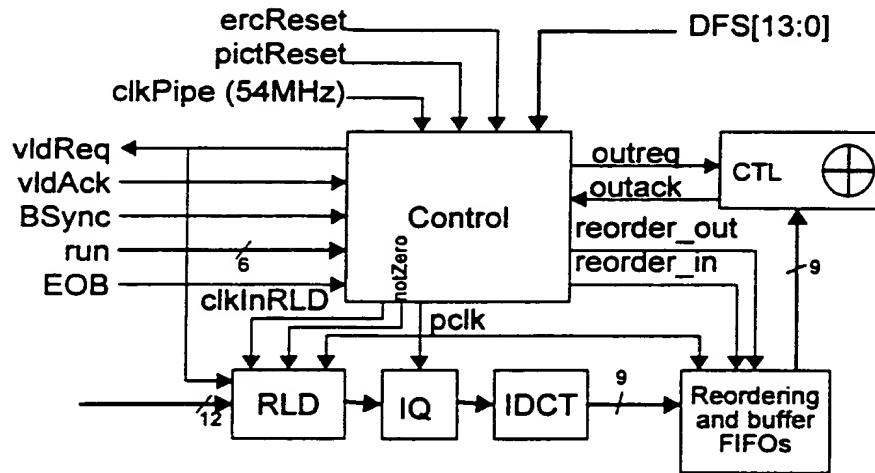 ercReset
DFS[13:0]
pictReset
clkPipe (54MHz)
vldReq
outreq
CTL
vldAck
outack
BSync
Control
reorder_out
run
6
notZero
reorder_in
9
EOB
clkInRLD
pclk
RLD
IQ
IDCT
9
Reordering
and buffer
FIFOs
12